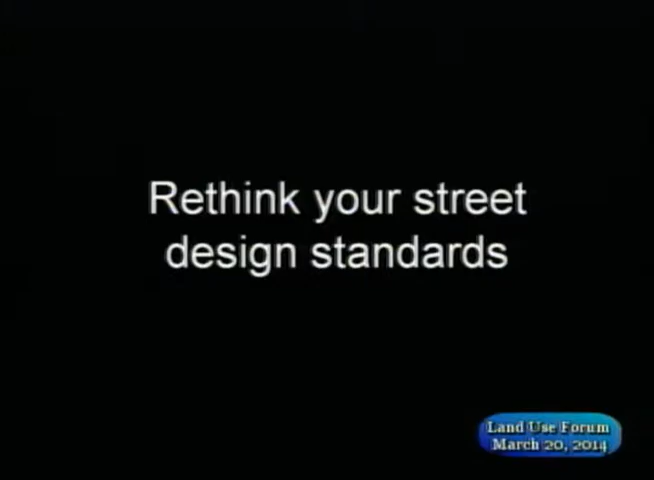 Rethink your street
design standards
Land Use Forum
March 20, 2014